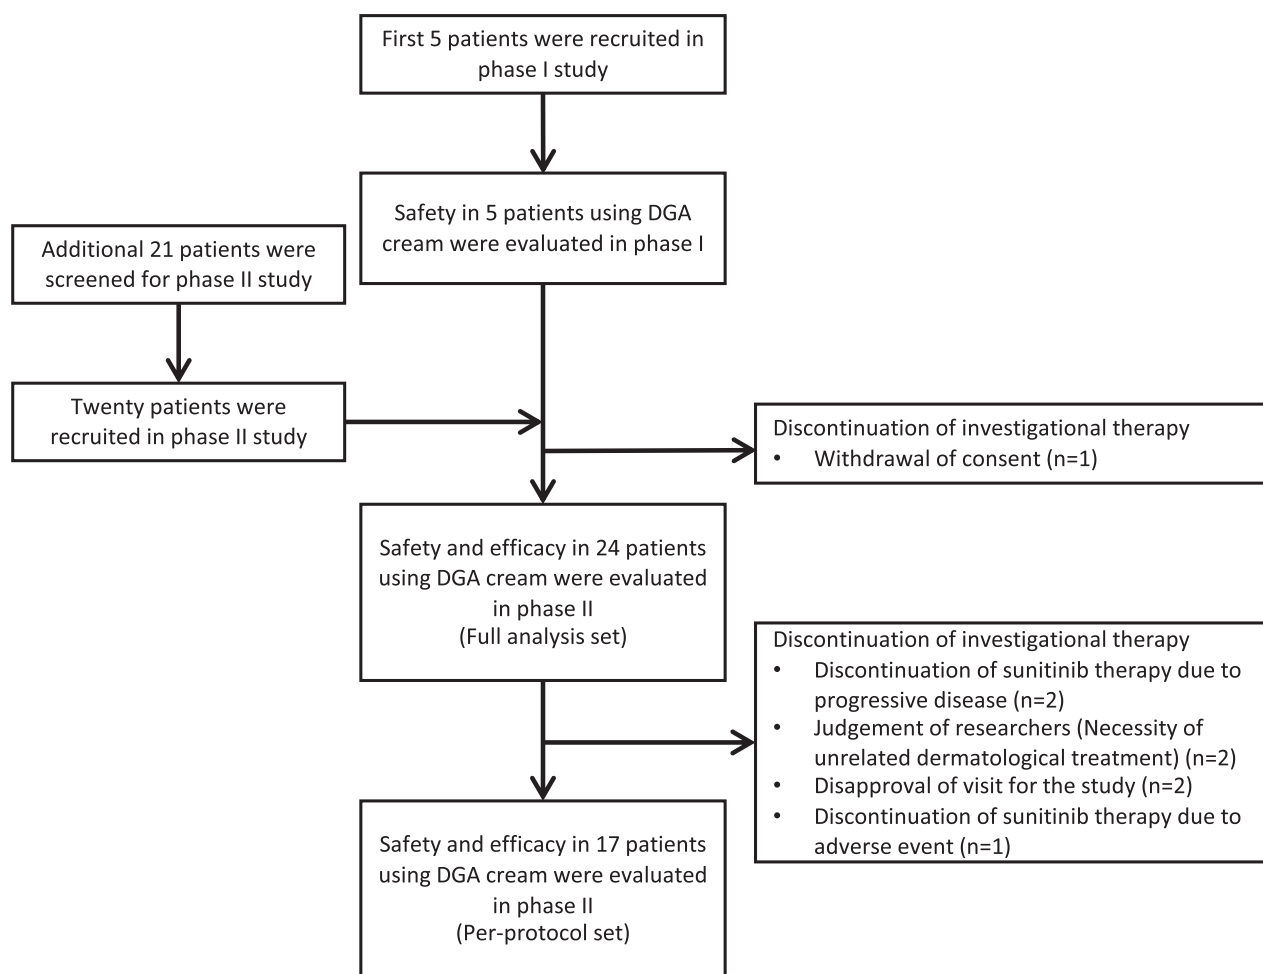 First 5 patients were recruited in
phase I study
Safety in 5 patients using DGA
cream were evaluated in phase I
Additional 21 patients were
screened for phase II study
Twenty patients were
recruited in phase II study
Discontinuation of investigational therapy
• Withdrawal of consent (n=1)
Safety and efficacy in 24 patients
using DGA cream were evaluated
in phase II
(Full analysis set)
Discontinuation of investigational therapy
• Discontinuation of sunitinib therapy due to
progressive disease (n=2)
• Judgement of researchers (Necessity of
unrelated dermatological treatment) (n=2)
• Disapproval of visit for the study (n=2)
• Discontinuation of sunitinib therapy due to
adverse event (n=1)
Safety and efficacy in 17 patients
using DGA cream were evaluated
in phase II
(Per-protocol set)